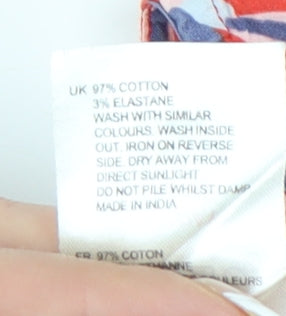 UK 97% COTTON
3% ELASTANE
WASH WITH SIMILAR
COLOURS. WASH INSIDE
OUT. IRON ON REVERSE
SIDE. DRY AWAY FROM
DIRECT SUNLIGHT
DO NOT PILE WHILST DAMP
MADE IN INDIA
FR 97% COTON